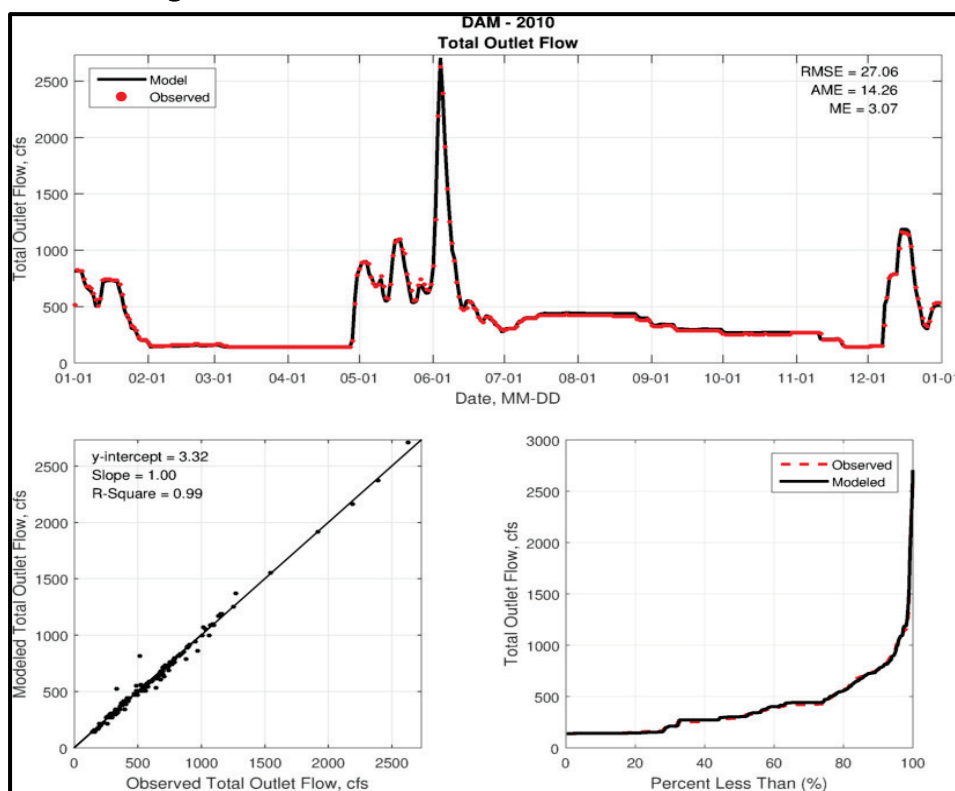 DAM - 2010
Total Outlet Flow
Model
Observed
RMSE = 27.06
AME = 14.26
ME = 3.07
Total Outlet Flow, cfs
2500
2000
1500
1000
500
0
01-01 02-01 03-01 04-01 05-01 06-01 07-01 08-01 09-01 10-01 11-01 12-01 01-01
Date, MM-DD
y-intercept = 3.32
Slope = 1.00
R-Square = 0.99
Modeled Total Outlet Flow, cfs
2500
2000
1500
1000
500
0
0 500 1000 1500 2000 2500
Observed Total Outlet Flow, cfs
Observed
Modeled
Total Outlet Flow, cfs
3000
2500
2000
1500
1000
500
0
0 20 40 60 80 100
Percent Less Than (%)